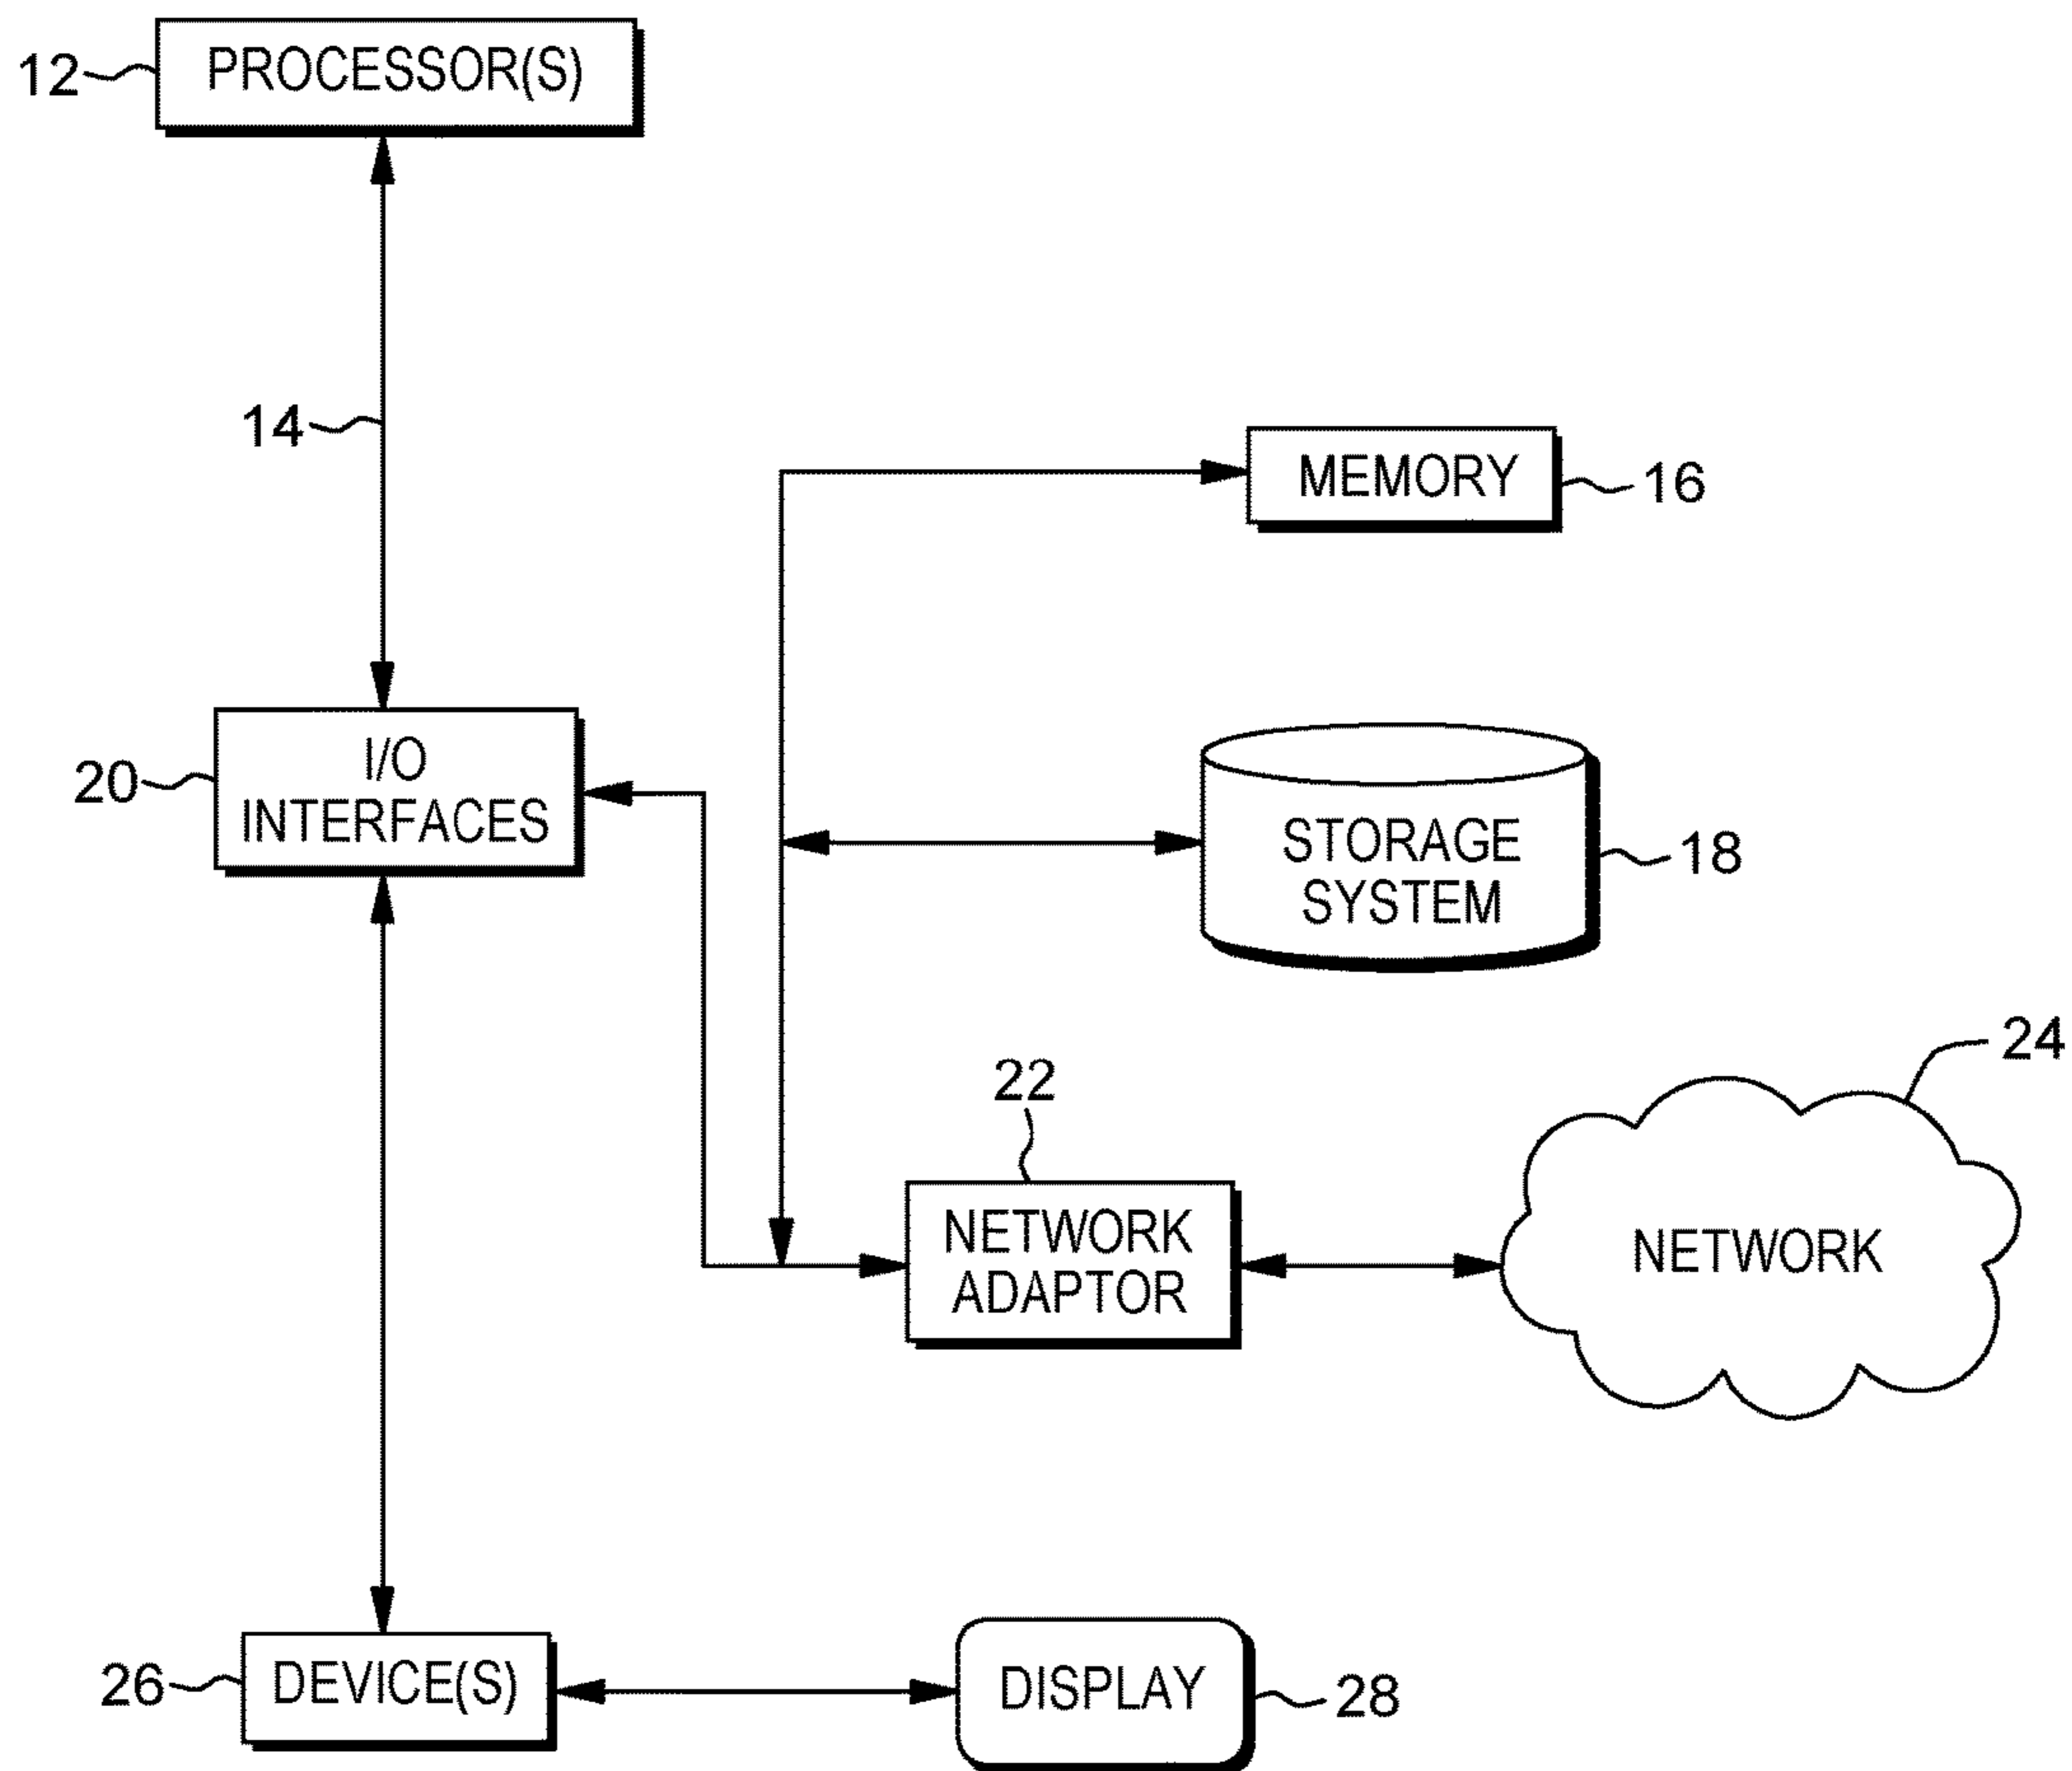 12
PROCESSOR(S)
14
MEMORY
16
20
I/O
INTERFACES
STORAGE
SYSTEM
18
24
22
NETWORK
ADAPTOR
NETWORK
26
DEVICE(S)
DISPLAY
28